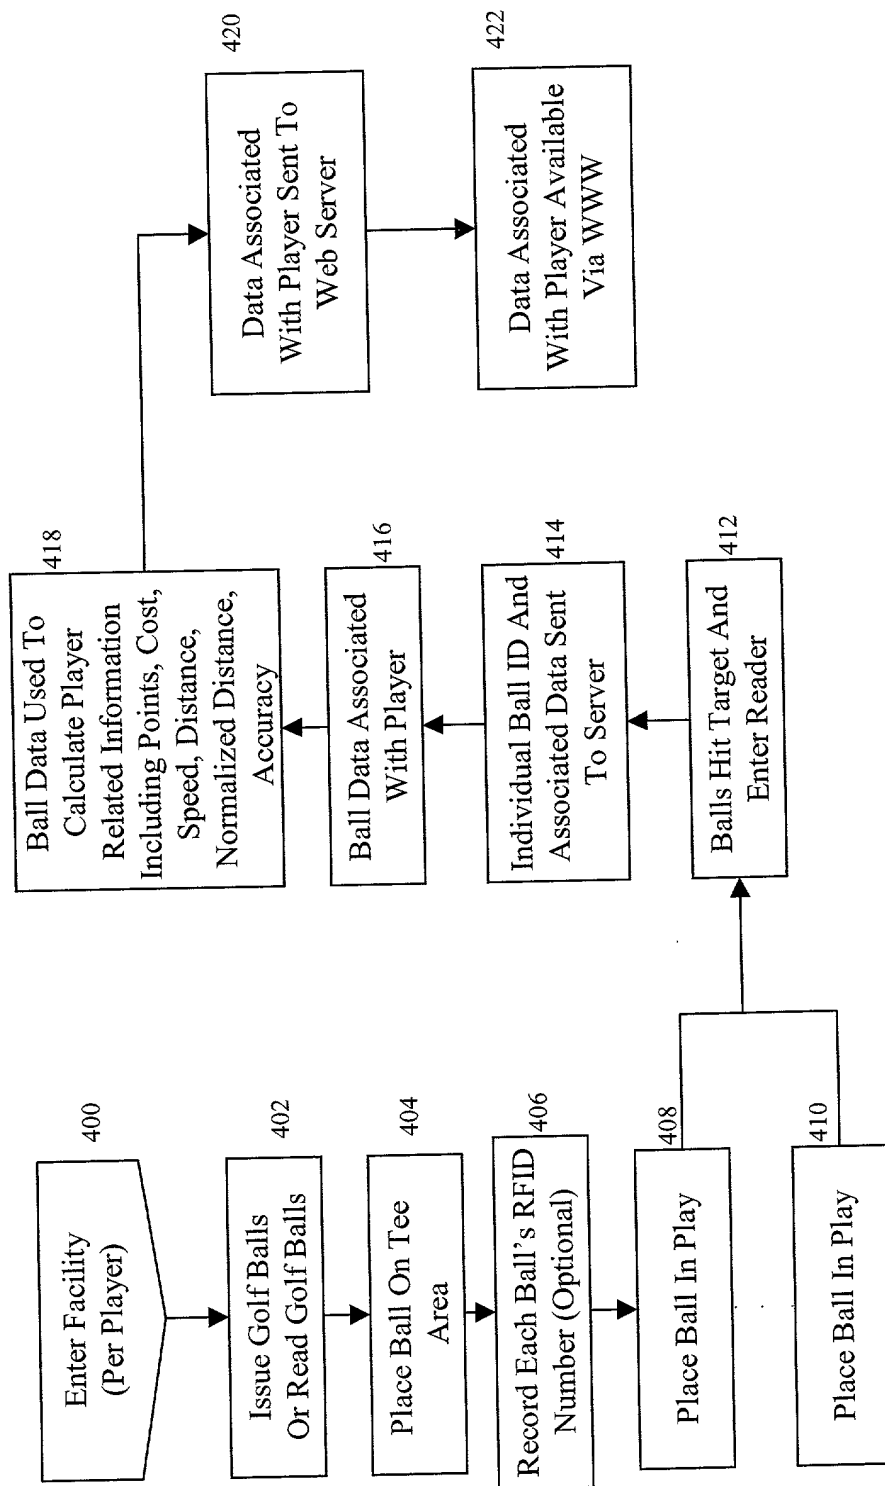 400
Enter Facility
(Per Player)
402
Issue Golf Balls
Or Read Golf Balls
404
Place Ball On Tee
Area
406
Record Each Ball's RFID
Number (Optional)
408
Place Ball In Play
410
Place Ball In Play
412
Balls Hit Target And
Enter Reader
414
Individual Ball ID And
Associated Data Sent
To Server
416
Ball Data Associated
With Player
418
Ball Data Used To
Calculate Player
Related Information
Including Points, Cost,
Speed, Distance,
Normalized Distance,
Accuracy
420
Data Associated
With Player Sent To
Web Server
422
Data Associated
With Player Available
Via WWW